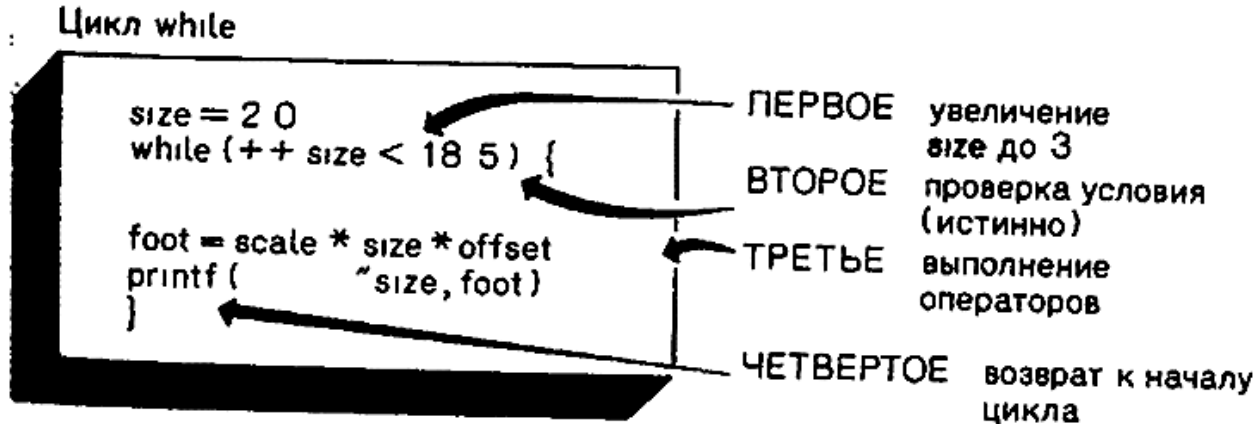 Цикл while
size = 2 0
while (++ size < 18 5) {
foot = scale * size * offset
printf ( "size, foot)
}
ПЕРВОЕ увеличение
size до 3
ВТОРОЕ проверка условия
(истинно)
ТРЕТЬЕ выполнение
операторов
ЧЕТВЕРТОЕ возврат к началу
цикла